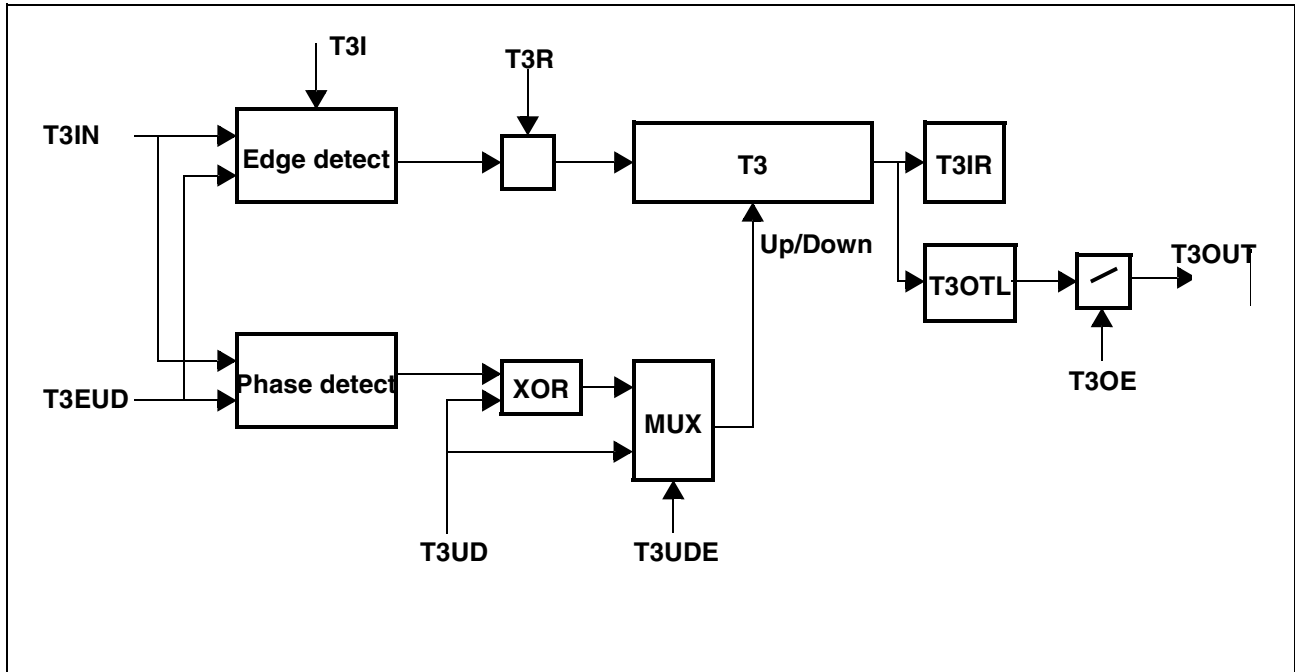 T3I
T3R
T3IN
Edge detect
T3
T3IR
Up/Down
T3OUT
T3OTL
Phase detect
XOR
T3OE
T3EUD
MUX
T3UD
T3UDE